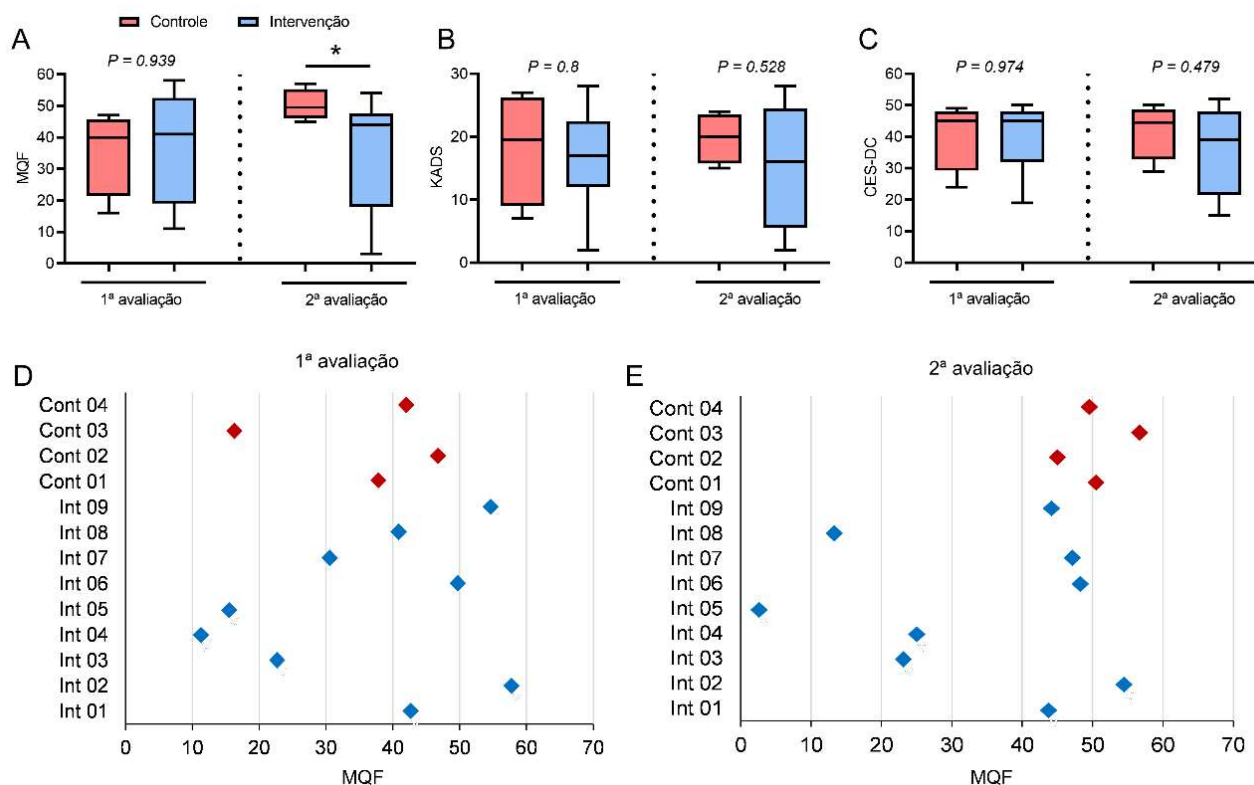 Controle Intervenção
A
P = 0.939
*
MQF
60
50
40
30
20
10
0
1ª avaliação
2ª avaliação
B
P = 0.8
P = 0.528
KADS
30
20
10
0
1ª avaliação
2ª avaliação
C
P = 0.974
P = 0.479
CES-DC
60
50
40
30
20
10
0
1ª avaliação
2ª avaliação
D
1ª avaliação
Cont 04
Cont 03
Cont 02
Cont 01
Int 09
Int 08
Int 07
Int 06
Int 05
Int 04
Int 03
Int 02
Int 01
0 10 20 30 40 50 60 70
MQF
E
2ª avaliação
Cont 04
Cont 03
Cont 02
Cont 01
Int 09
Int 08
Int 07
Int 06
Int 05
Int 04
Int 03
Int 02
Int 01
0 10 20 30 40 50 60 70
MQF